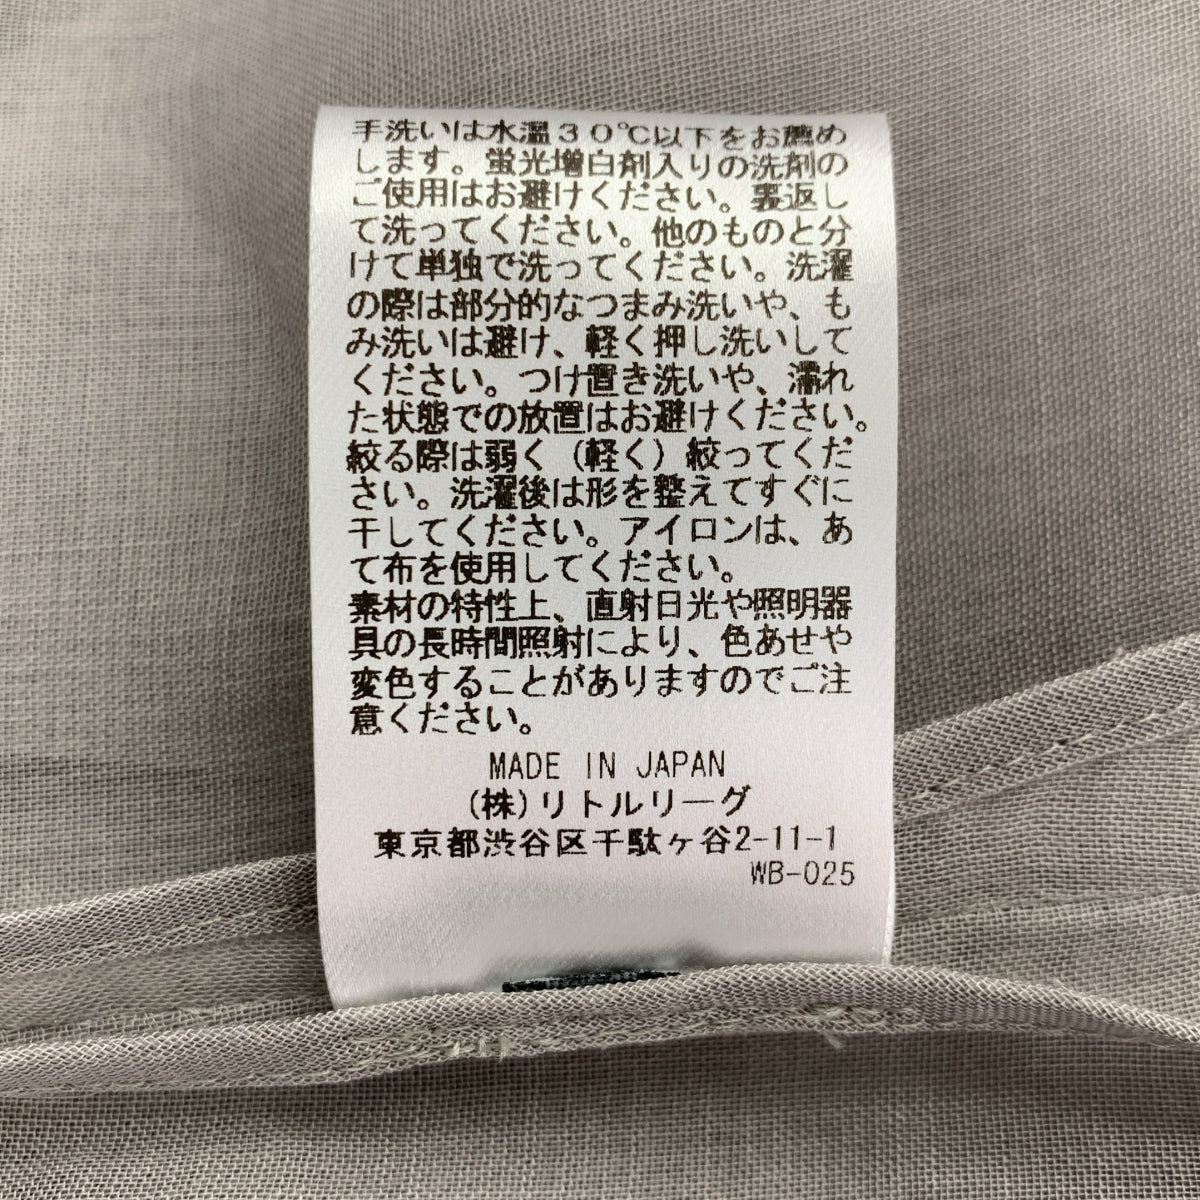 手洗いは水温30℃以下をお薦め
します。蛍光増白剤入りの洗剤の
ご使用はお避けください。裏返し
て洗ってください。他のものと分
けて単独で洗ってください。洗濯
の際は部分的なつまみ洗いや、も
み洗いは避け、軽く押し洗いして
ください。つけ置き洗いや、濡れ
た状態での放置はお避けください。
絞る際は弱く（軽く）絞ってくだ
さい。洗濯後は形を整えてすぐに
干してください。アイロンは、あ
て布を使用してください。
素材の特性上、直射日光や照明器
具の長時間照射により、色あせや
変色することがありますのでご注
意ください。
MADE IN JAPAN
(株)リトルリーグ
東京都渋谷区千駄ヶ谷2-11-1
WB-025